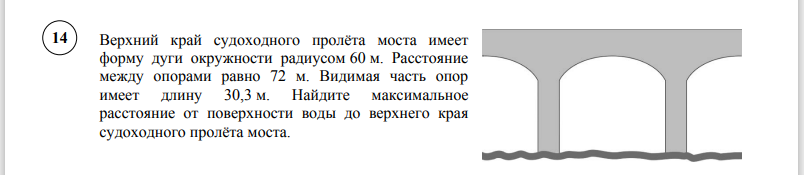 14
Верхний край судоходного пролёта моста имеет
форму дуги окружности радиусом 60 м. Расстояние
между опорами равно 72 м. Видимая часть опор
имеет длину 30,3 м. Найдите максимальное
расстояние от поверхности воды до верхнего края
судоходного пролёта моста.